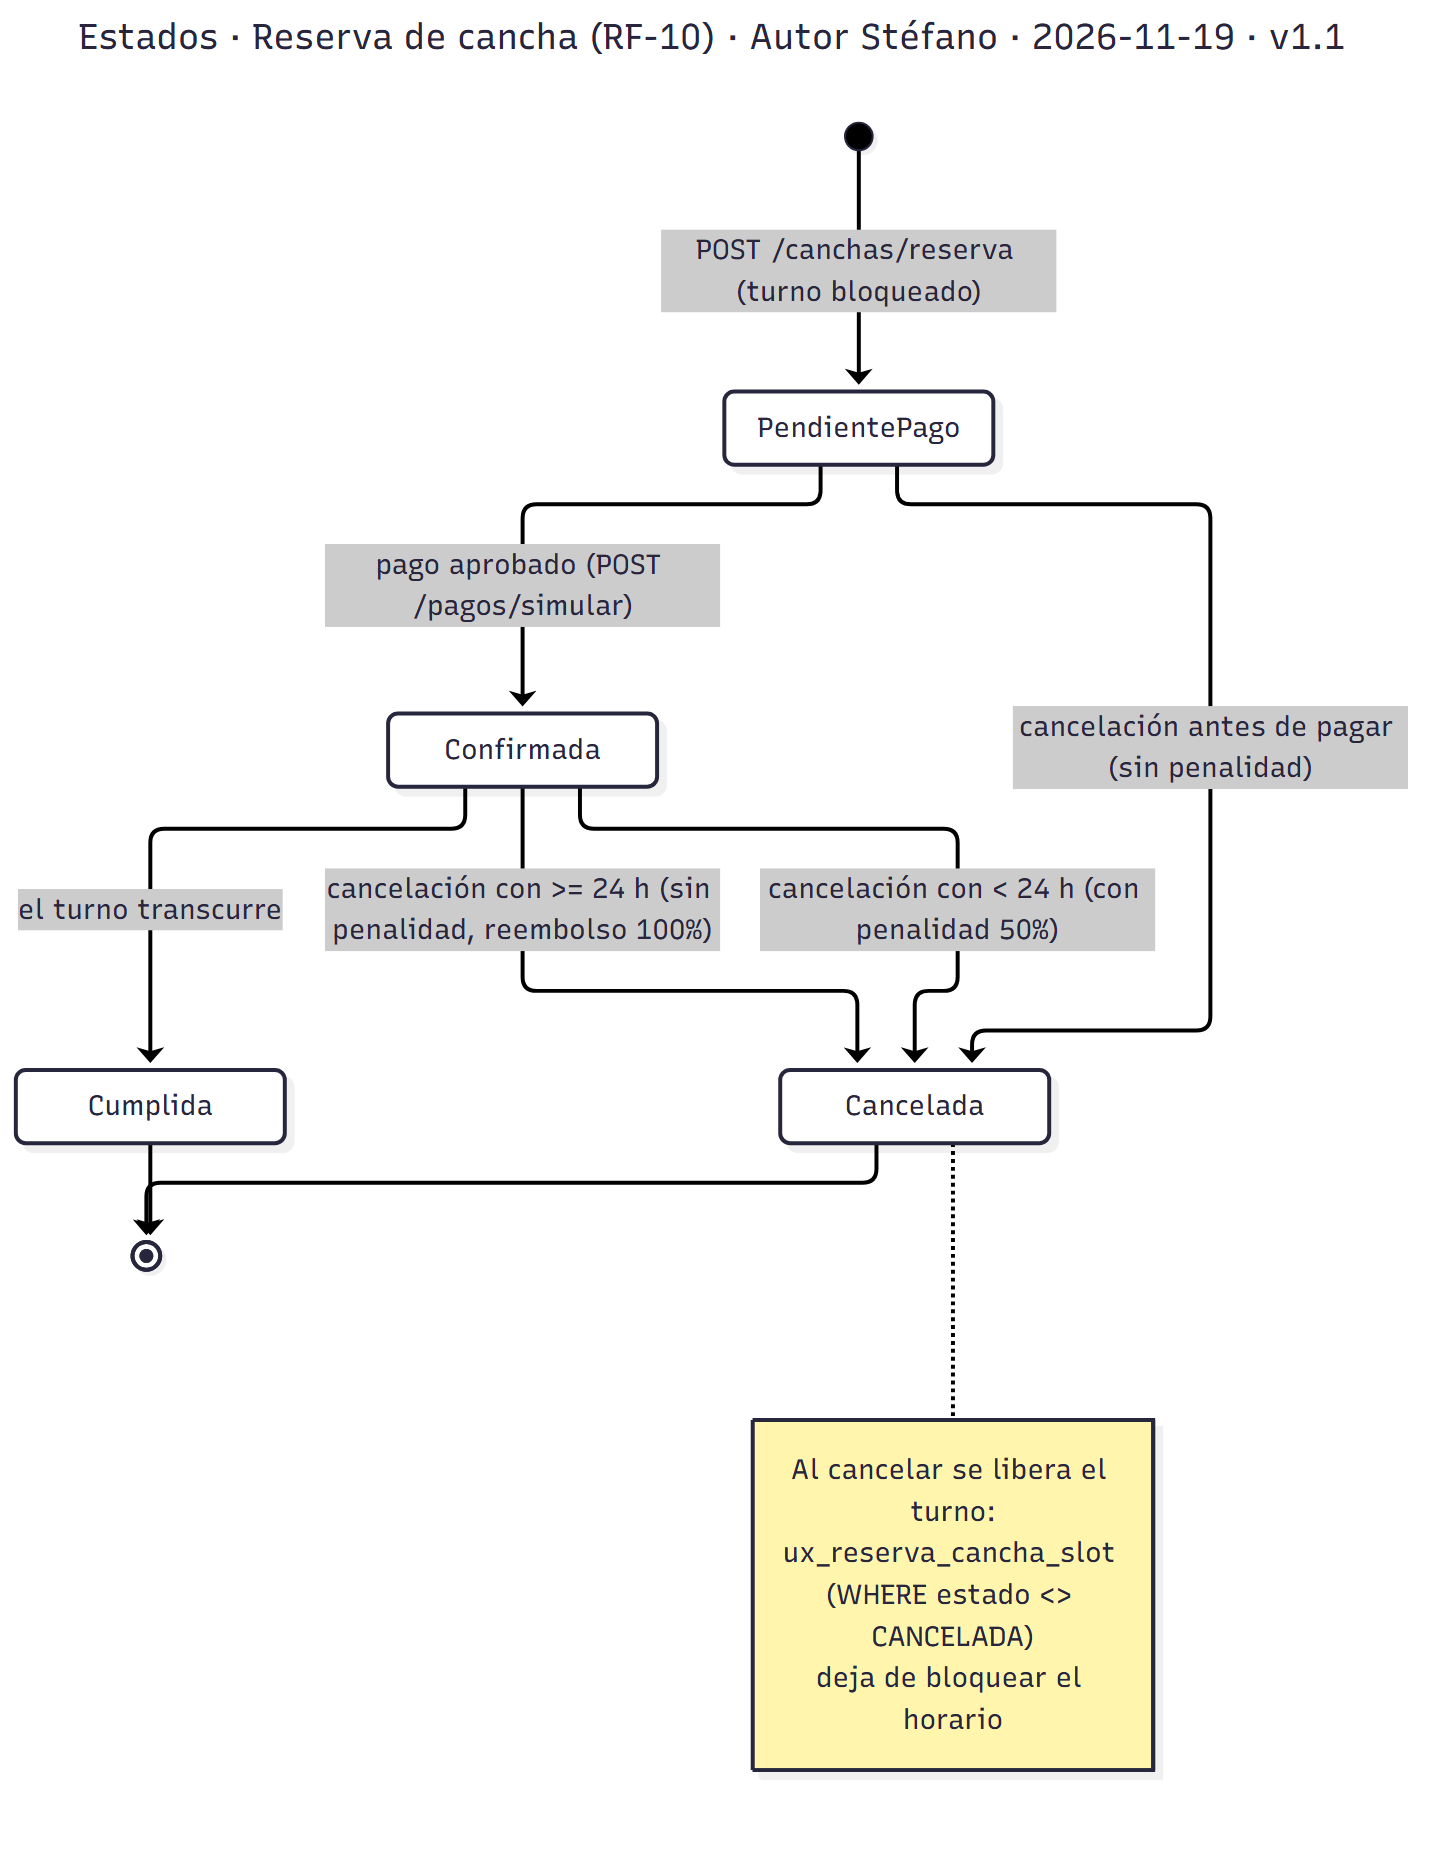 Estados · Reserva de cancha (RF-10) · Autor Stéfano · 2026-11-19 · v1.1
POST /canchas/reserva
(turno bloqueado)
PendientePago
pago aprobado (POST
/pagos/simular)
Confirmada
cancelación antes de pagar
(sin penalidad)
el turno transcurre
cancelación con >= 24 h (sin
penalidad, reembolso 100%)
cancelación con < 24 h (con
penalidad 50%)
Cumplida
Cancelada
Al cancelar se libera el
turno:
ux_reserva_cancha_slot
(WHERE estado <>
CANCELADA)
deja de bloquear el
horario